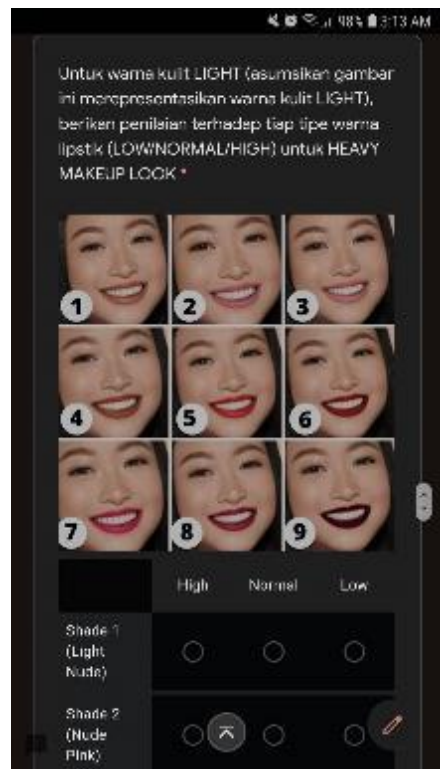 98% 3:13 AM
Untuk warna kulit LIGHT (asumsikan gambar
ini merepresentasikan warna kulit LIGHT),
berikan penilaian terhadap tiap tipe warna
lipstik (LOW/NORMAL/HIGH) untuk HEAVY
MAKEUP LOOK *
1 2 3
4 5 6
7 8 9
High Normal Low
Shade 1
(Light
Nude)
Shade 2
(Nude
Pink)